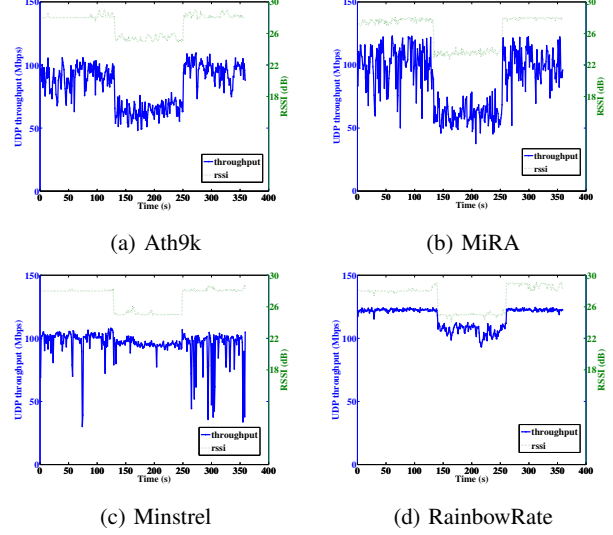 150 100 50 0
UDP throughput (Mbps)
30 26 22 18
RSSI (dB)
throughput
rssi
0 50 100 150 200 250 300 350 400
Time (s)
(a) Ath9k
150 100 50 0
UDP throughput (Mbps)
30 26 22 18
RSSI (dB)
throughput
rssi
0 50 100 150 200 250 300 350 400
Time (s)
(b) MiRA
150 100 50 0
UDP throughput (Mbps)
30 26 22 18
RSSI (dB)
throughput
rssi
0 50 100 150 200 250 300 350 400
Time (s)
(c) Minstrel
150 100 50 0
UDP throughput (Mbps)
30 26 22 18
RSSI (dB)
throughput
rssi
0 50 100 150 200 250 300 350 400
Time (s)
(d) RainbowRate